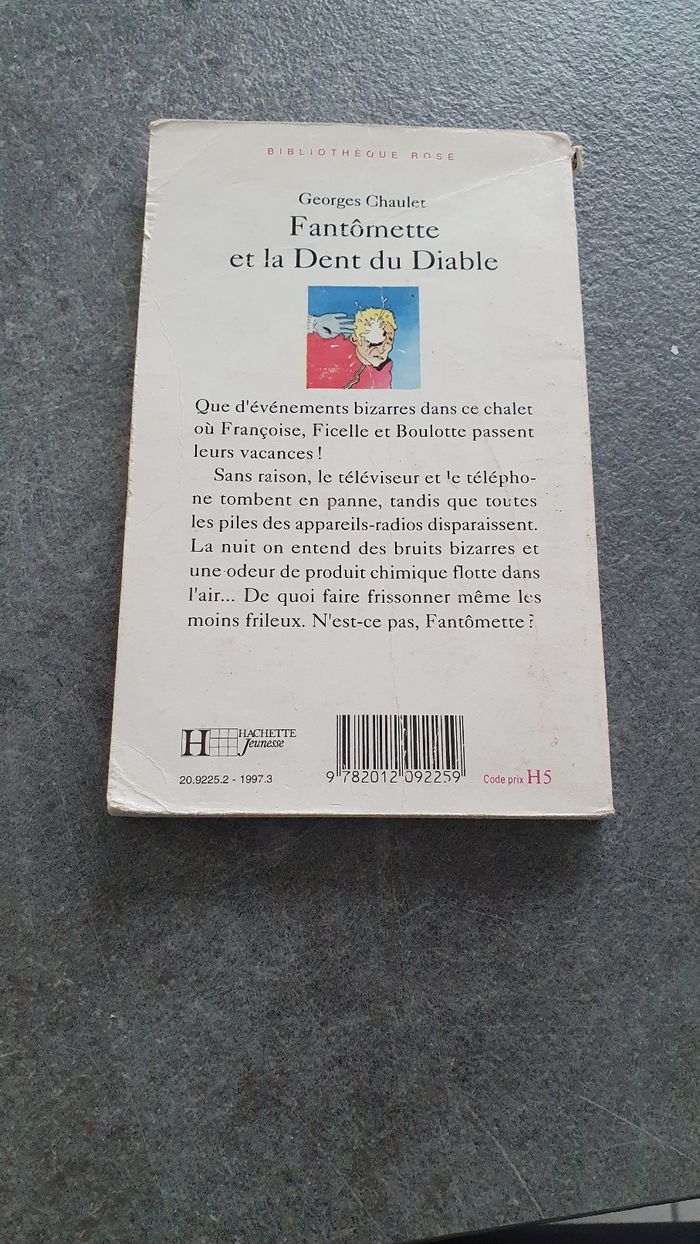 BIBLIOTHÈQUE ROSE
Georges Chaulet
Fantômette
et la Dent du Diable
Que d'événements bizarres dans ce chalet
où Françoise, Ficelle et Boulotte passent
leurs vacances !
Sans raison, le téléviseur et le télépho-
ne tombent en panne, tandis que toutes
les piles des appareils-radios disparaissent.
La nuit on entend des bruits bizarres et
une odeur de produit chimique flotte dans
l'air... De quoi faire frissonner même les
moins frileux. N'est-ce pas, Fantômette ?
H HACHETTE
Jeunesse
20.9225.2 - 1997.3
9 782012 092259
Code prix H5